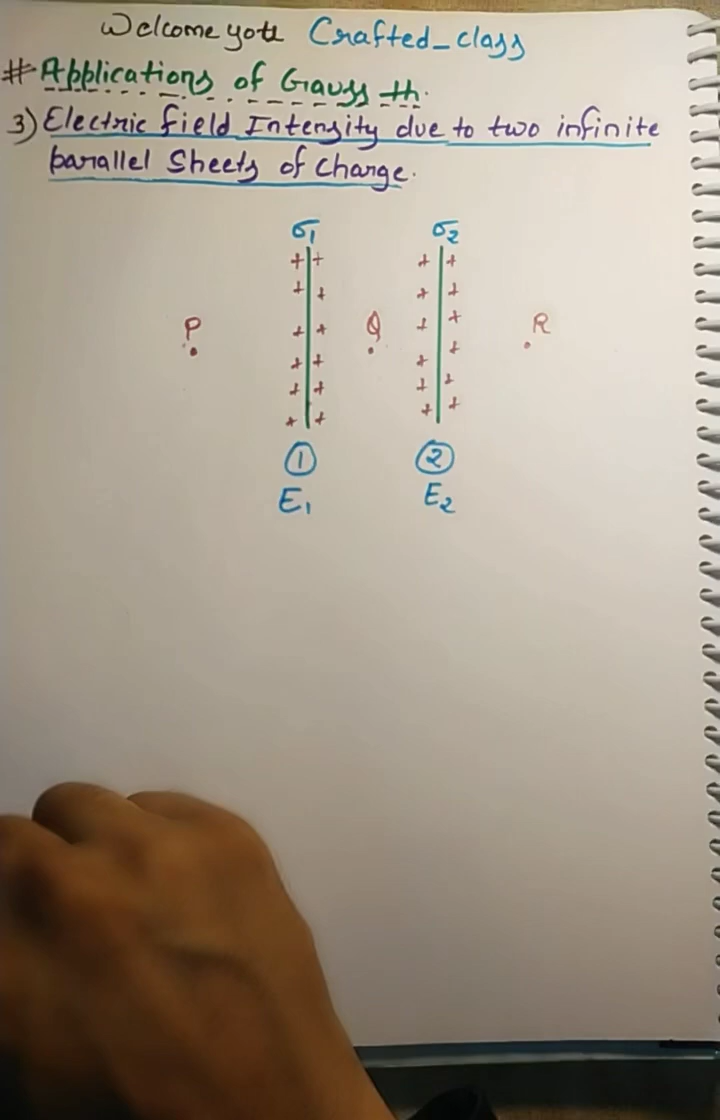 Welcome you Crafted_class
# Applications of Gauss th.
3) Electric field Intensity due to two infinite
parallel Sheets of Charge.
σ1 σ2
+ + + +
+ + + +
P Q R
+ + + +
+ + + +
+ + + +
+ + + +
① ②
E1 E2